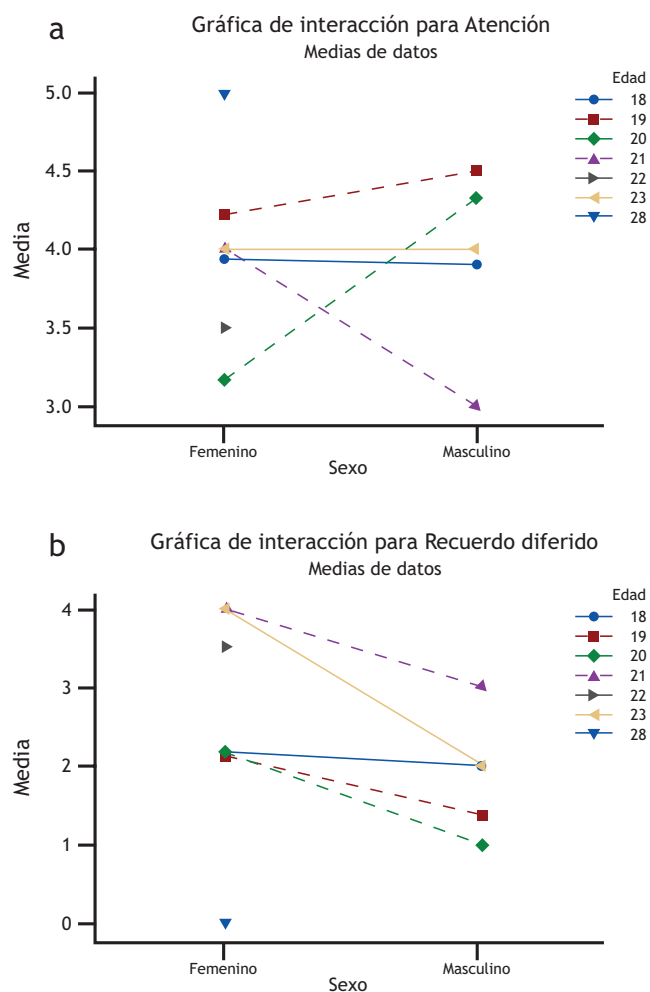 a
Gráfica de interacción para Atención
Medias de datos
Media
5.0
4.5
4.0
3.5
3.0
Femenino
Masculino
Sexo
Edad
18
19
20
21
22
23
28
b
Gráfica de interacción para Recuerdo diferido
Medias de datos
Media
4
3
2
1
0
Femenino
Masculino
Sexo
Edad
18
19
20
21
22
23
28